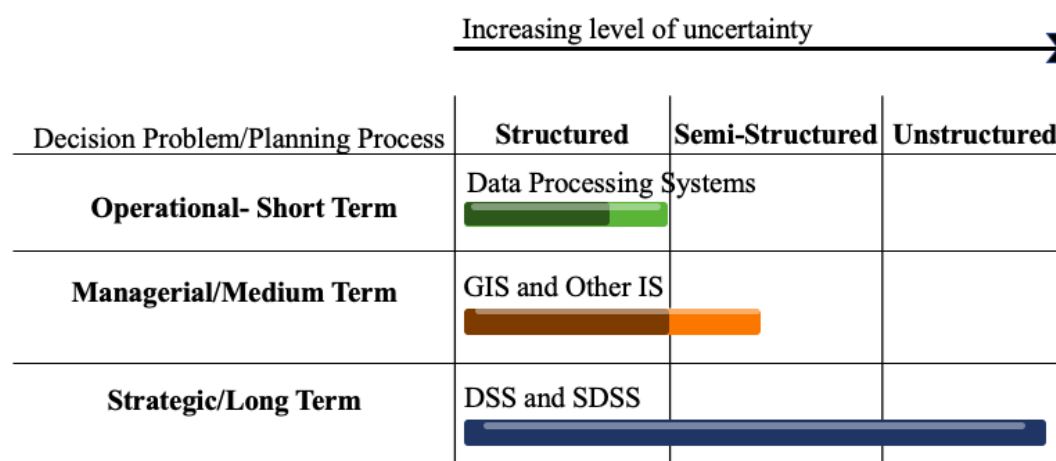 Increasing level of uncertainty
Decision Problem/Planning Process Structured Semi-Structured Unstructured
Data Processing Systems
Operational- Short Term
GIS and Other IS
Managerial/Medium Term
DSS and SDSS
Strategic/Long Term